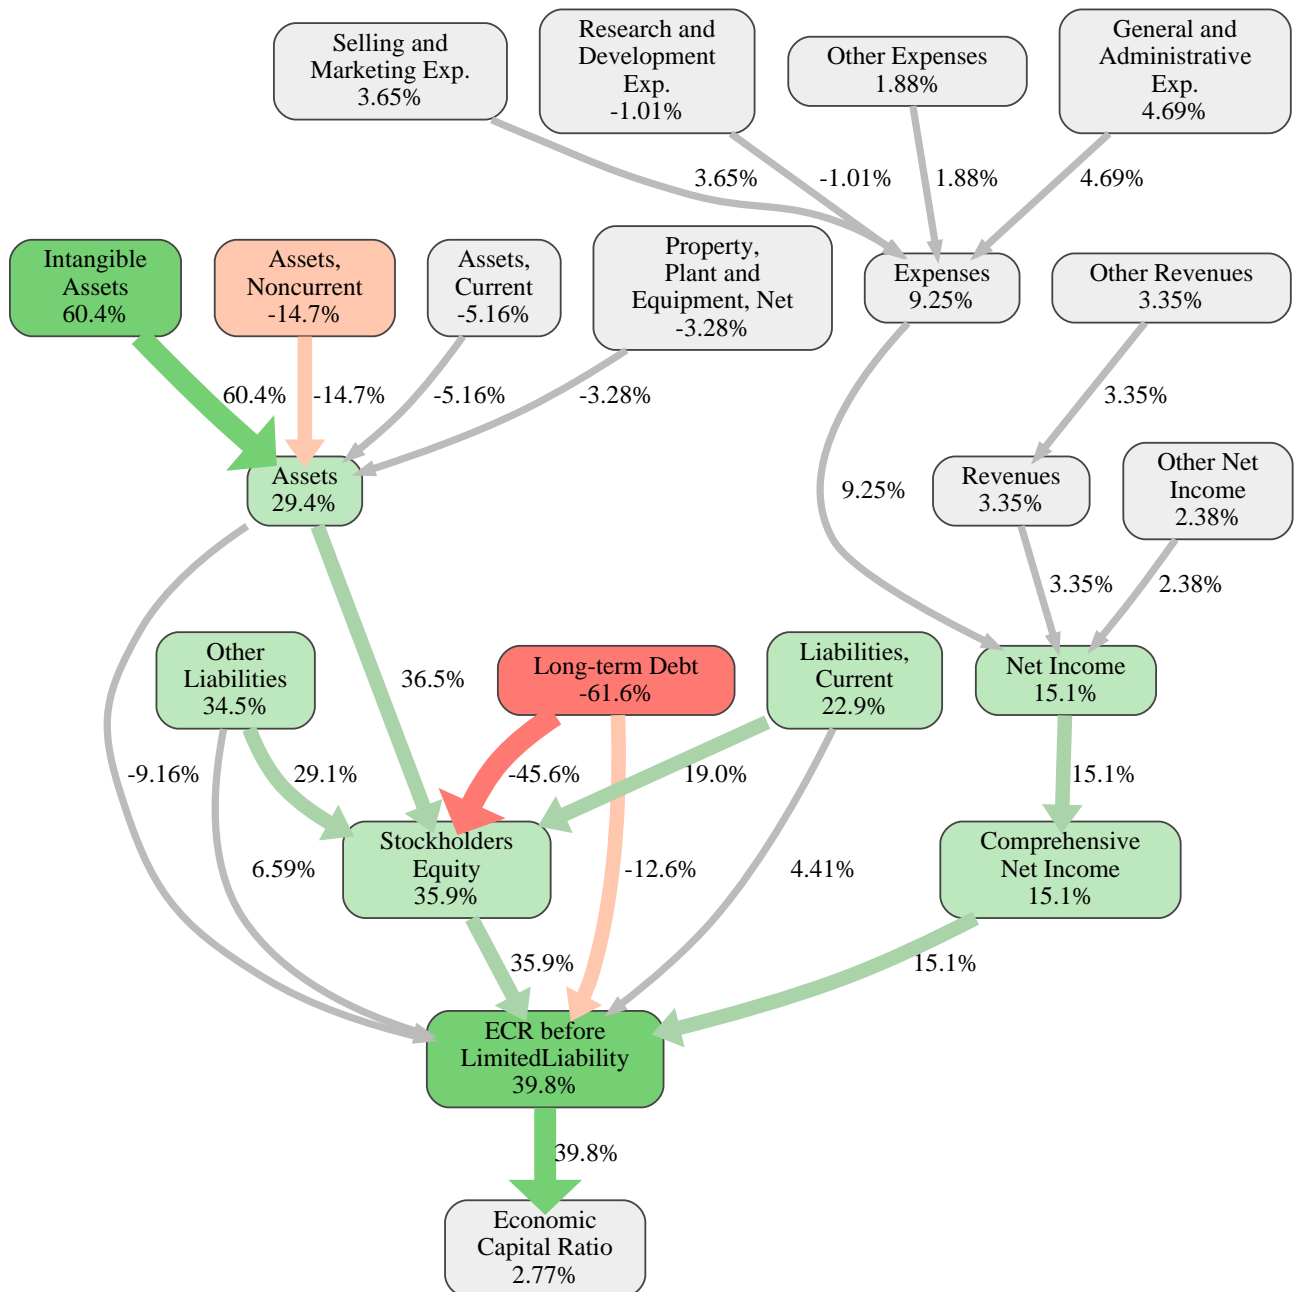 Selling and
Marketing Exp.
3.65%
Research and
Development
Exp.
-1.01%
Other Expenses
1.88%
General and
Administrative
Exp.
4.69%
3.65%
-1.01%
1.88%
4.69%
Intangible
Assets
60.4%
Assets,
Noncurrent
-14.7%
Assets,
Current
-5.16%
Property,
Plant and
Equipment, Net
-3.28%
Expenses
9.25%
Other Revenues
3.35%
60.4%
-14.7%
-5.16%
-3.28%
3.35%
Assets
29.4%
9.25%
Revenues
3.35%
Other Net
Income
2.38%
3.35%
2.38%
Other
Liabilities
34.5%
36.5%
Long-term Debt
-61.6%
Liabilities,
Current
22.9%
Net Income
15.1%
-9.16%
29.1%
-45.6%
19.0%
15.1%
6.59%
Stockholders
Equity
35.9%
-12.6%
4.41%
Comprehensive
Net Income
15.1%
35.9%
15.1%
ECR before
LimitedLiability
39.8%
39.8%
Economic
Capital Ratio
2.77%